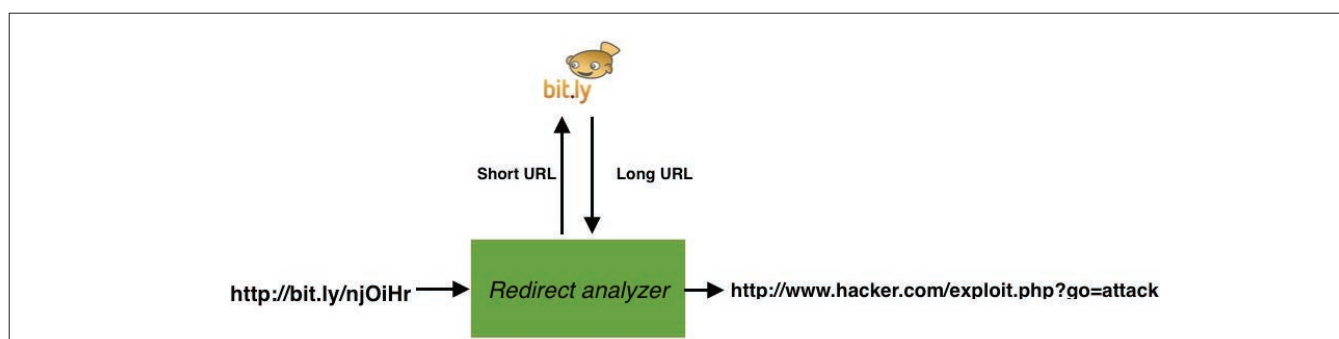 bit.ly
Short URL
Long URL
http://bit.ly/njOiHr
Redirect analyzer
http://www.hacker.com/exploit.php?go=attack